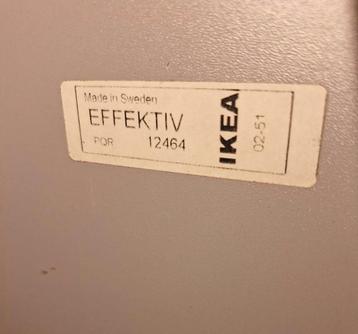 Made in Sweden
EFFEKTIV
PQR 12464
IKEA
02-51